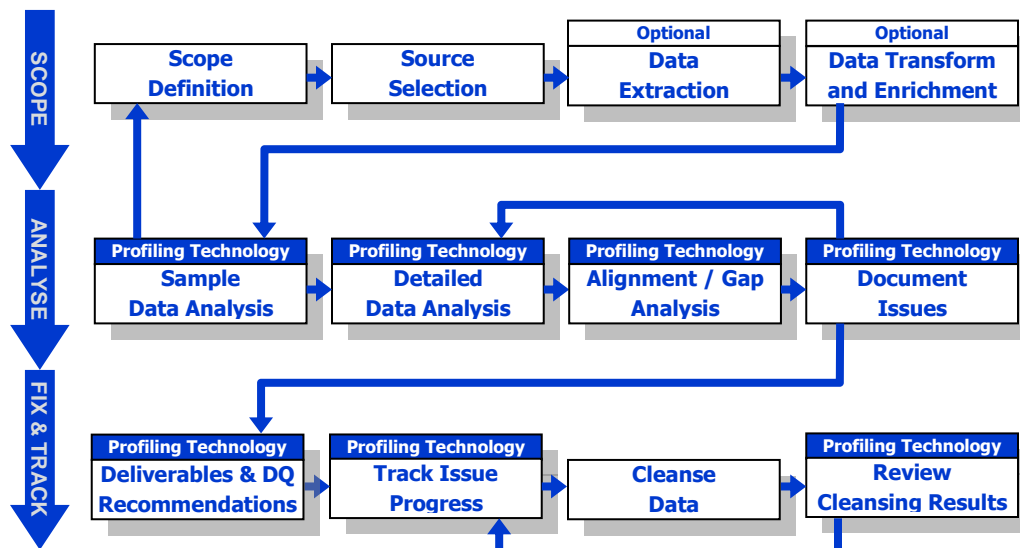 SCOPE
Scope
Definition
Source
Selection
Optional
Data
Extraction
Optional
Data Transform
and Enrichment
ANALYSE
Profiling Technology
Sample
Data Analysis
Profiling Technology
Detailed
Data Analysis
Profiling Technology
Alignment / Gap
Analysis
Profiling Technology
Document
Issues
FIX & TRACK
Profiling Technology
Deliverables & DQ
Recommendations
Profiling Technology
Track Issue
Progress
Cleanse
Data
Profiling Technology
Review
Cleansing Results